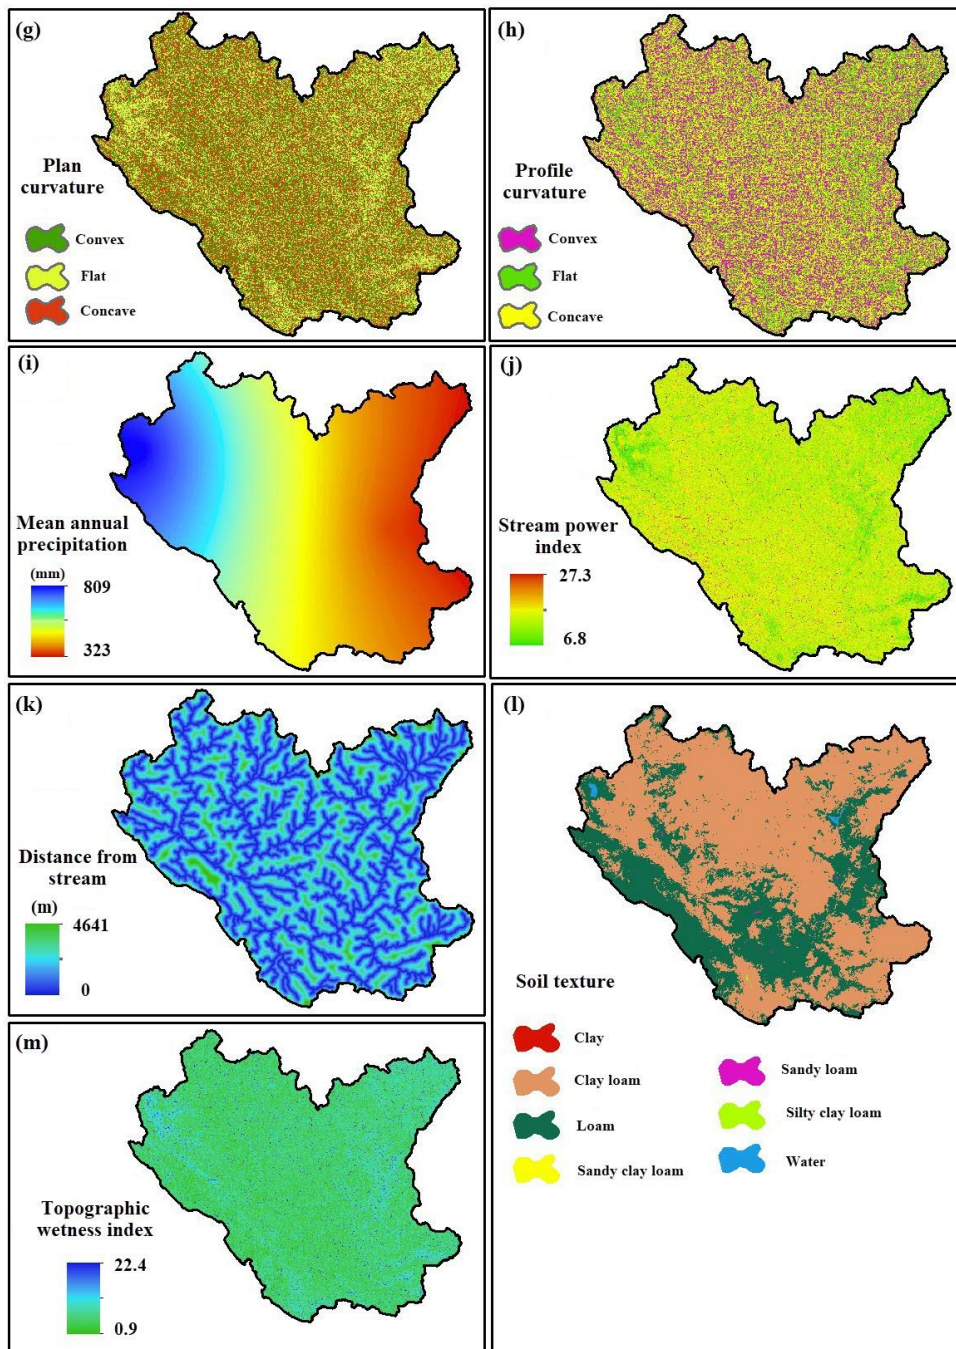 (g)
Plan
curvature
Convex
Flat
Concave
(h)
Profile
curvature
Convex
Flat
Concave
(i)
Mean annual
precipitation
(mm)
809
323
(j)
Stream power
index
27.3
6.8
(k)
Distance from
stream
(m)
4641
0
(l)
Soil texture
Clay
Clay loam
Loam
Sandy clay loam
Sandy loam
Silty clay loam
Water
(m)
Topographic
wetness index
22.4
0.9